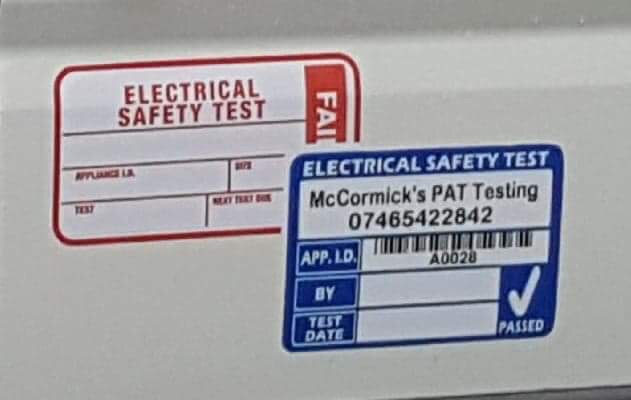 ELECTRICAL
SAFETY TEST
FAI
APPLIANCE I.D.
SITE
TEST
NEXT TEST DUE
ELECTRICAL SAFETY TEST
McCormick's PAT Testing
07465422842
APP. I.D.
A0028
BY
TEST
DATE
PASSED